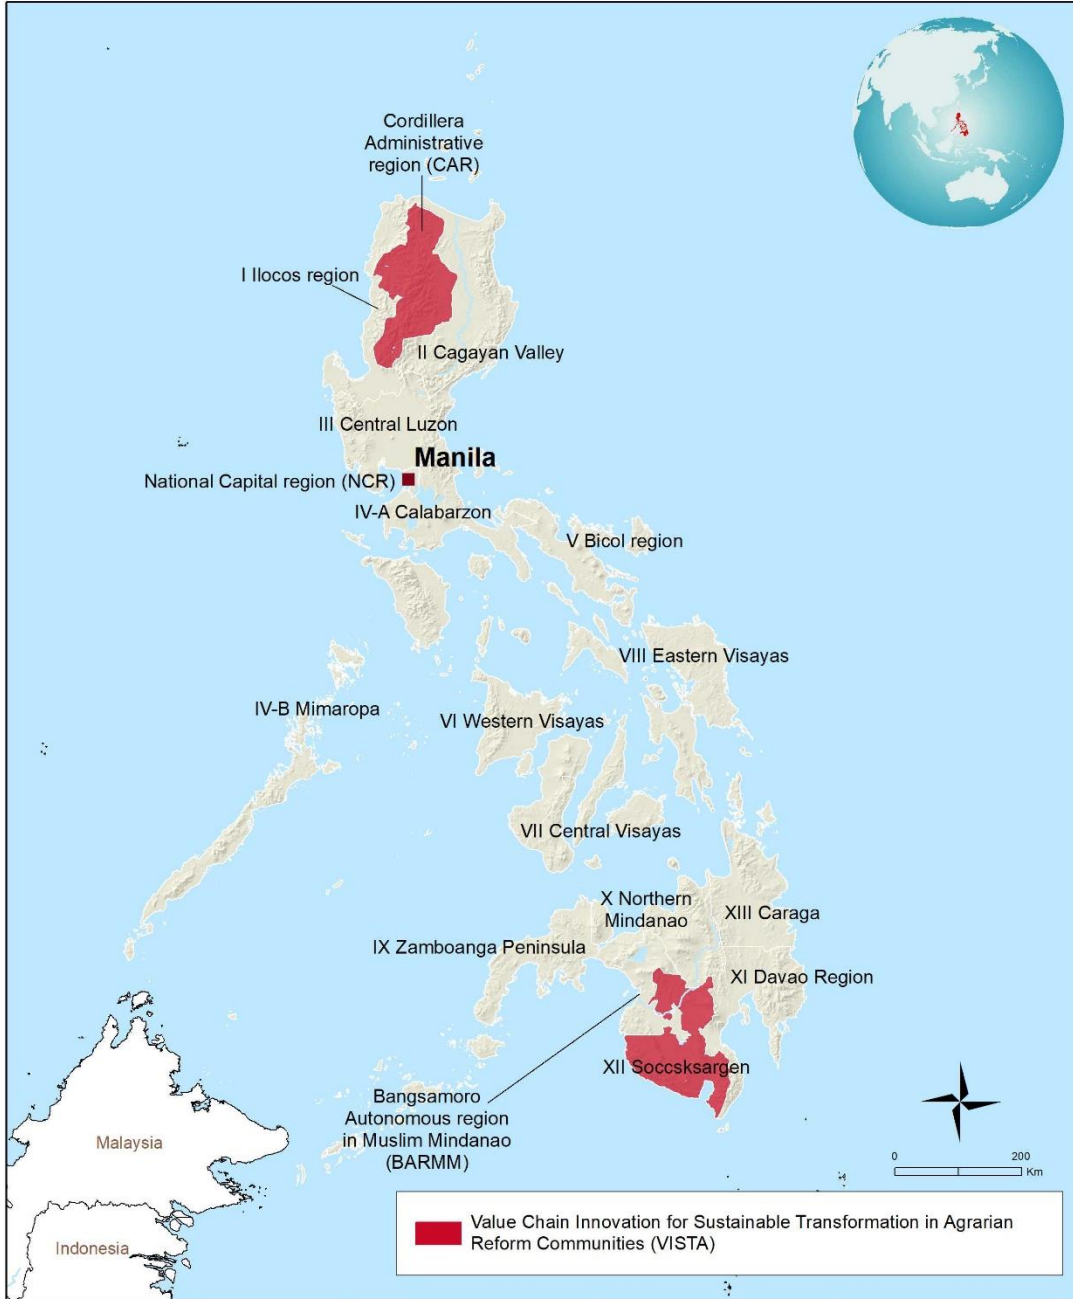 Cordillera
Administrative
region (CAR)
I Ilocos region
II Cagayan Valley
III Central Luzon
Manila
National Capital region (NCR)
IV-A Calabarzon
V Bicol region
VIII Eastern Visayas
IV-B Mimaropa
VI Western Visayas
VII Central Visayas
X Northern
Mindanao
XIII Caraga
IX Zamboanga Peninsula
XI Davao Region
XII Soccsksargen
Bangsamoro
Autonomous region
in Muslim Mindanao
(BARMM)
Malaysia
Indonesia
0 200
Km
Value Chain Innovation for Sustainable Transformation in Agrarian
Reform Communities (VISTA)